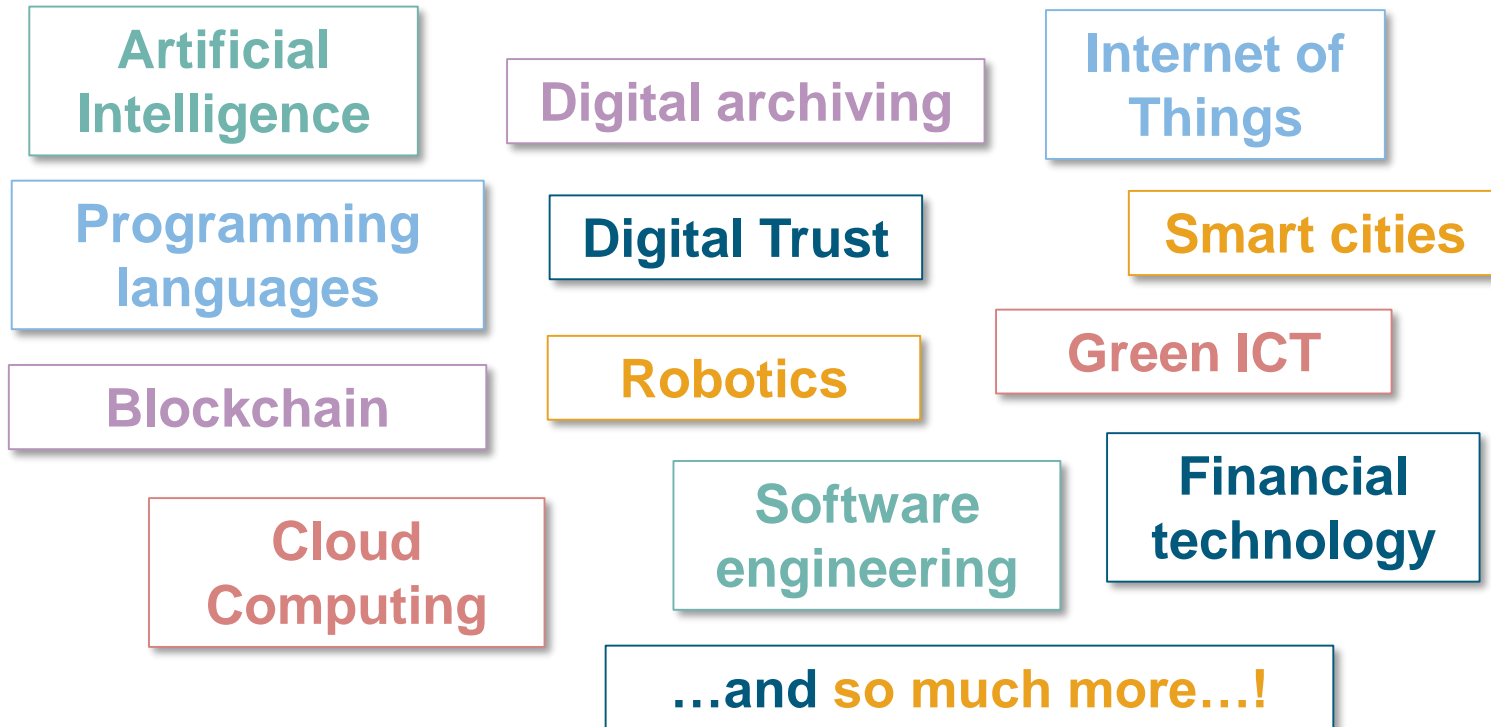 Artificial
Intelligence
Digital archiving
Internet of
Things
Programming
languages
Digital Trust
Smart cities
Blockchain
Robotics
Green ICT
Cloud
Computing
Software
engineering
Financial
technology
…and so much more…!